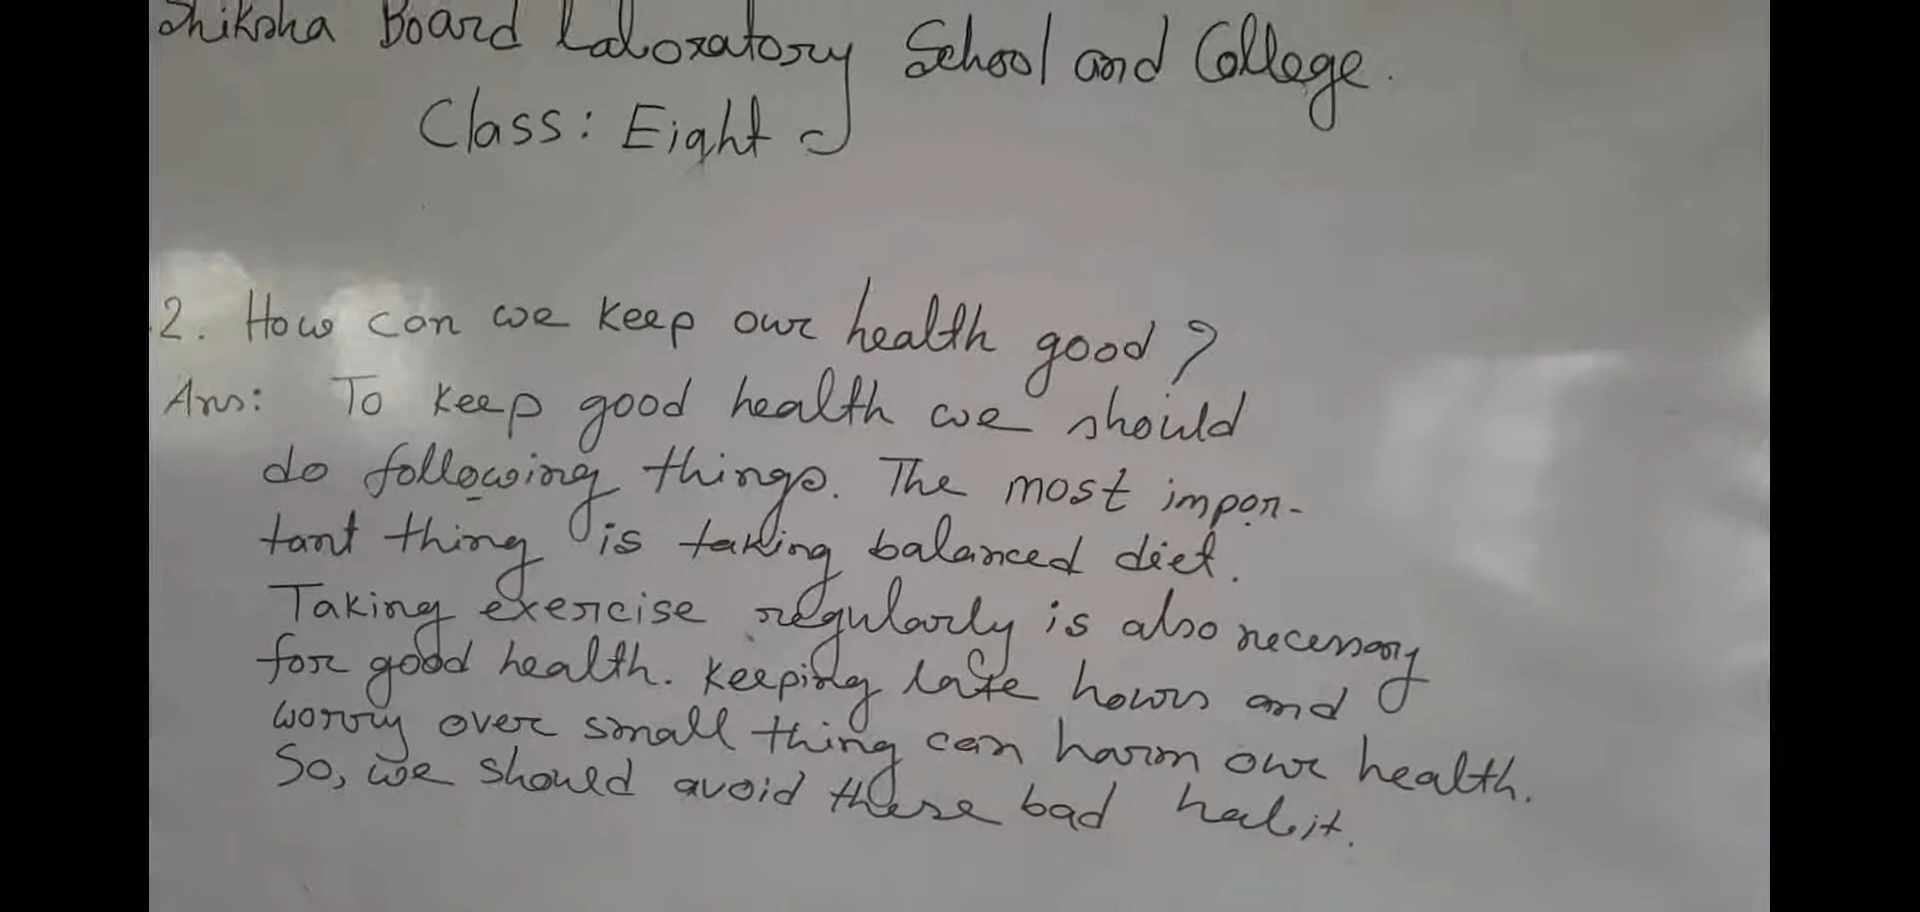 Shiksha Board Laboratory School and College.
Class: Eight
2. How can we keep our health good?
Ans: To keep good health we should
do following things. The most impor-
tant thing is taking balanced diet.
Taking exercise regularly is also necessary
for good health. Keeping late hours and
worry over small thing can harm our health.
So, we should avoid these bad habit.